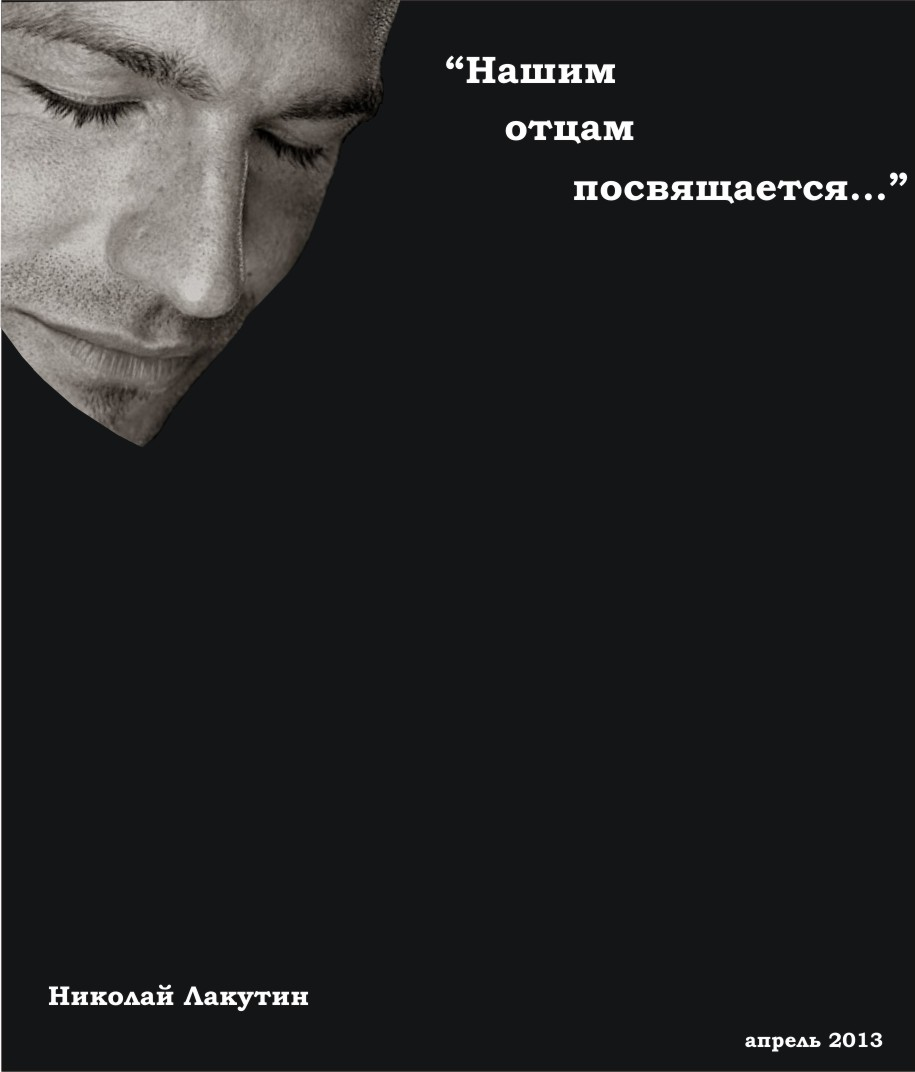 “Нашим
отцам
посвящается...”
Николай Лакутин
апрель 2013